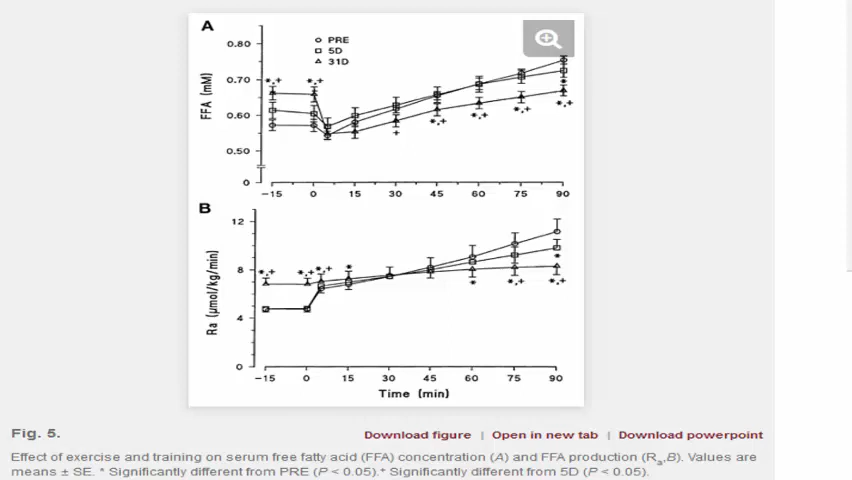 A
0.80
0.70
0.60
0.50
0
FFA (mM)
PRE
5D
31D
*,+ *,+
*
+ *,+ *,+ *,+ *,+
-15 0 15 30 45 60 75 90
B
12
8
4
0
Ra (µmol/kg/min)
*,+ *,+ *,+ *
*
* *,+ *,+
-15 0 15 30 45 60 75 90
Time (min)
Fig. 5.
Download figure | Open in new tab | Download powerpoint
Effect of exercise and training on serum free fatty acid (FFA) concentration (A) and FFA production (Ra,B). Values are
means ± SE. * Significantly different from PRE (P < 0.05).+ Significantly different from 5D (P < 0.05).